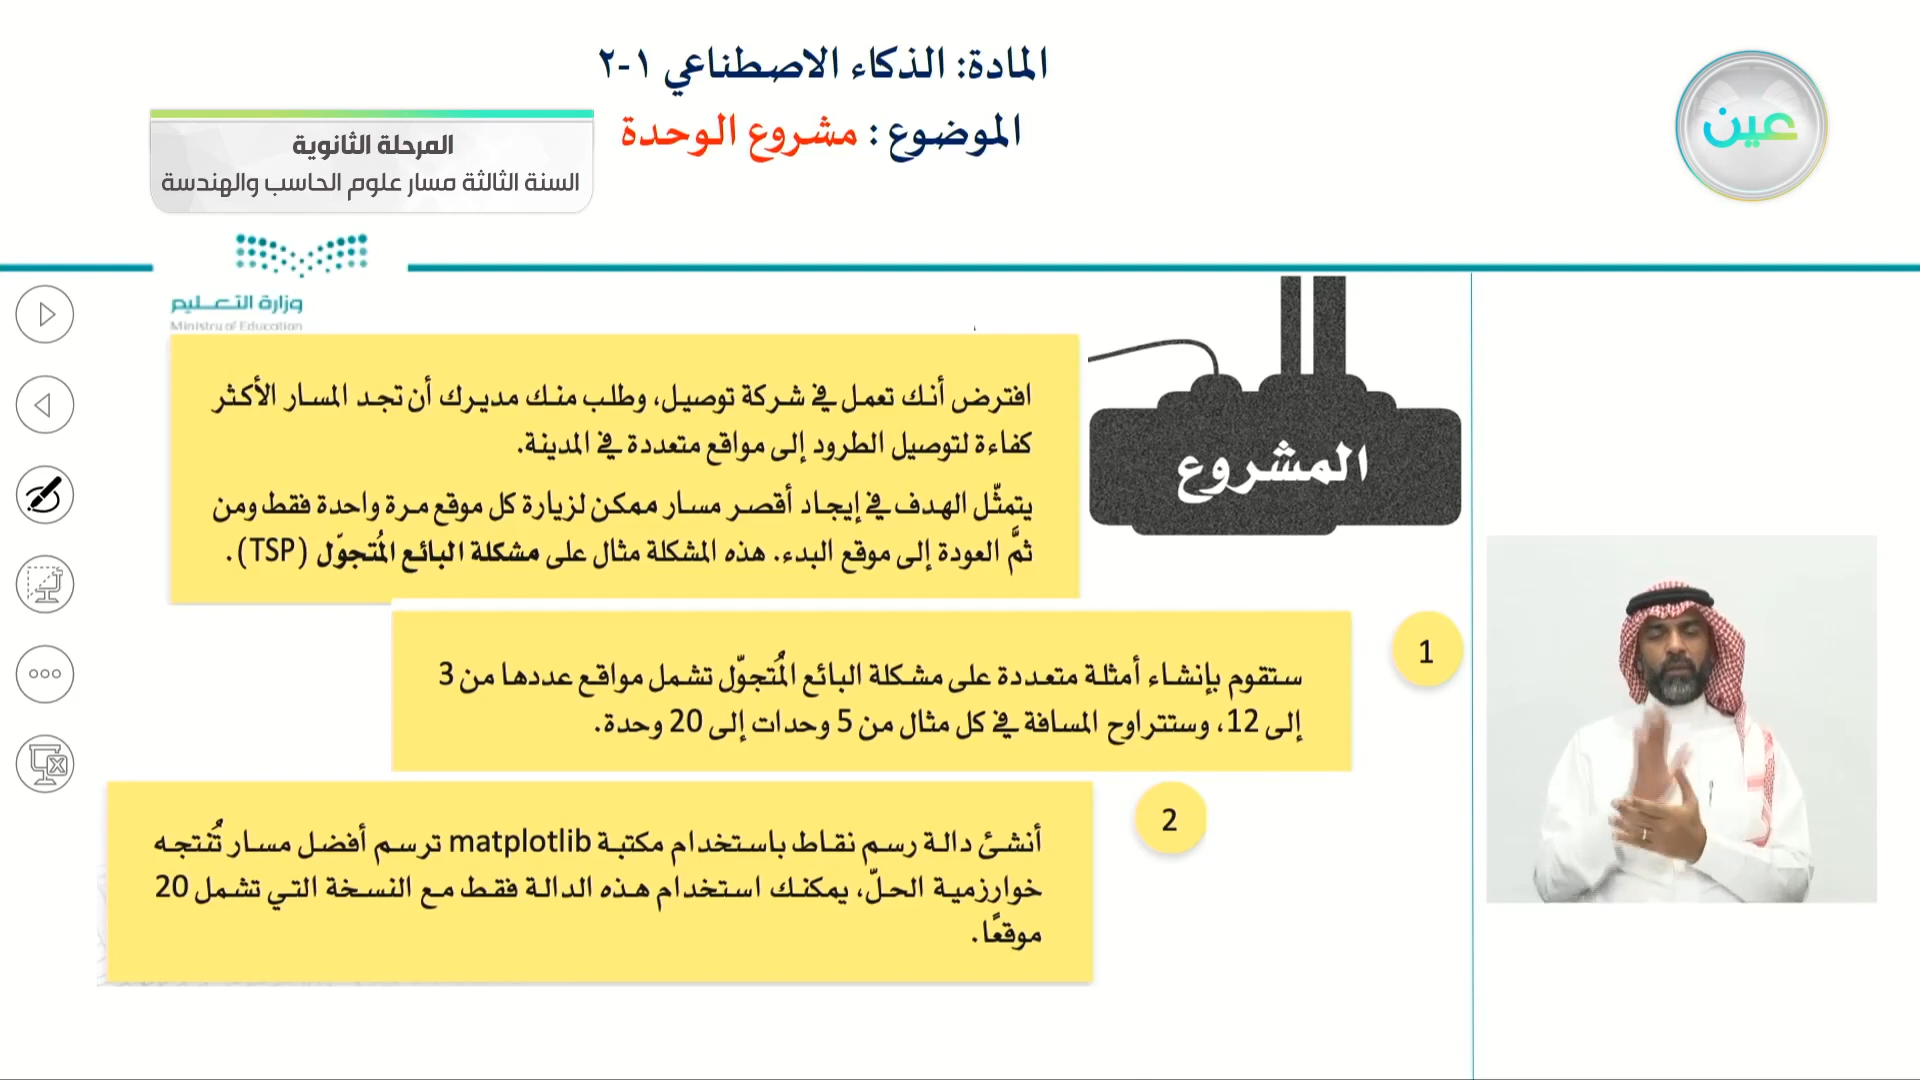 المادة: الذكاء الاصطناعي ١-٢
الموضوع : مشروع الوحدة
عين
المرحلة الثانوية
السنة الثالثة مسار علوم الحاسب والهندسة
وزارة التعـــليم
Ministry of Education
المشروع
افترض أنك تعمل في شركة توصيل، وطلب منك مديرك أن تجد المسار الأكثر
كفاءة لتوصيل الطرود إلى مواقع متعددة في المدينة.
يتمثّل الهدف في إيجاد أقصر مسار ممكن لزيارة كل موقع مرة واحدة فقط ومن
ثمَّ العودة إلى موقع البدء. هذه المشكلة مثال على مشكلة البائع المُتجوّل (TSP).
1
ستقوم بإنشاء أمثلة متعددة على مشكلة البائع المُتجوّل تشمل مواقع عددها من 3
إلى 12، وستتراوح المسافة في كل مثال من 5 وحدات إلى 20 وحدة.
2
أنشئ دالة رسم نقاط باستخدام مكتبة matplotlib ترسم أفضل مسار تُنتجه
خوارزمية الحلّ، يمكنك استخدام هذه الدالة فقط مع النسخة التي تشمل 20
موقعًا.